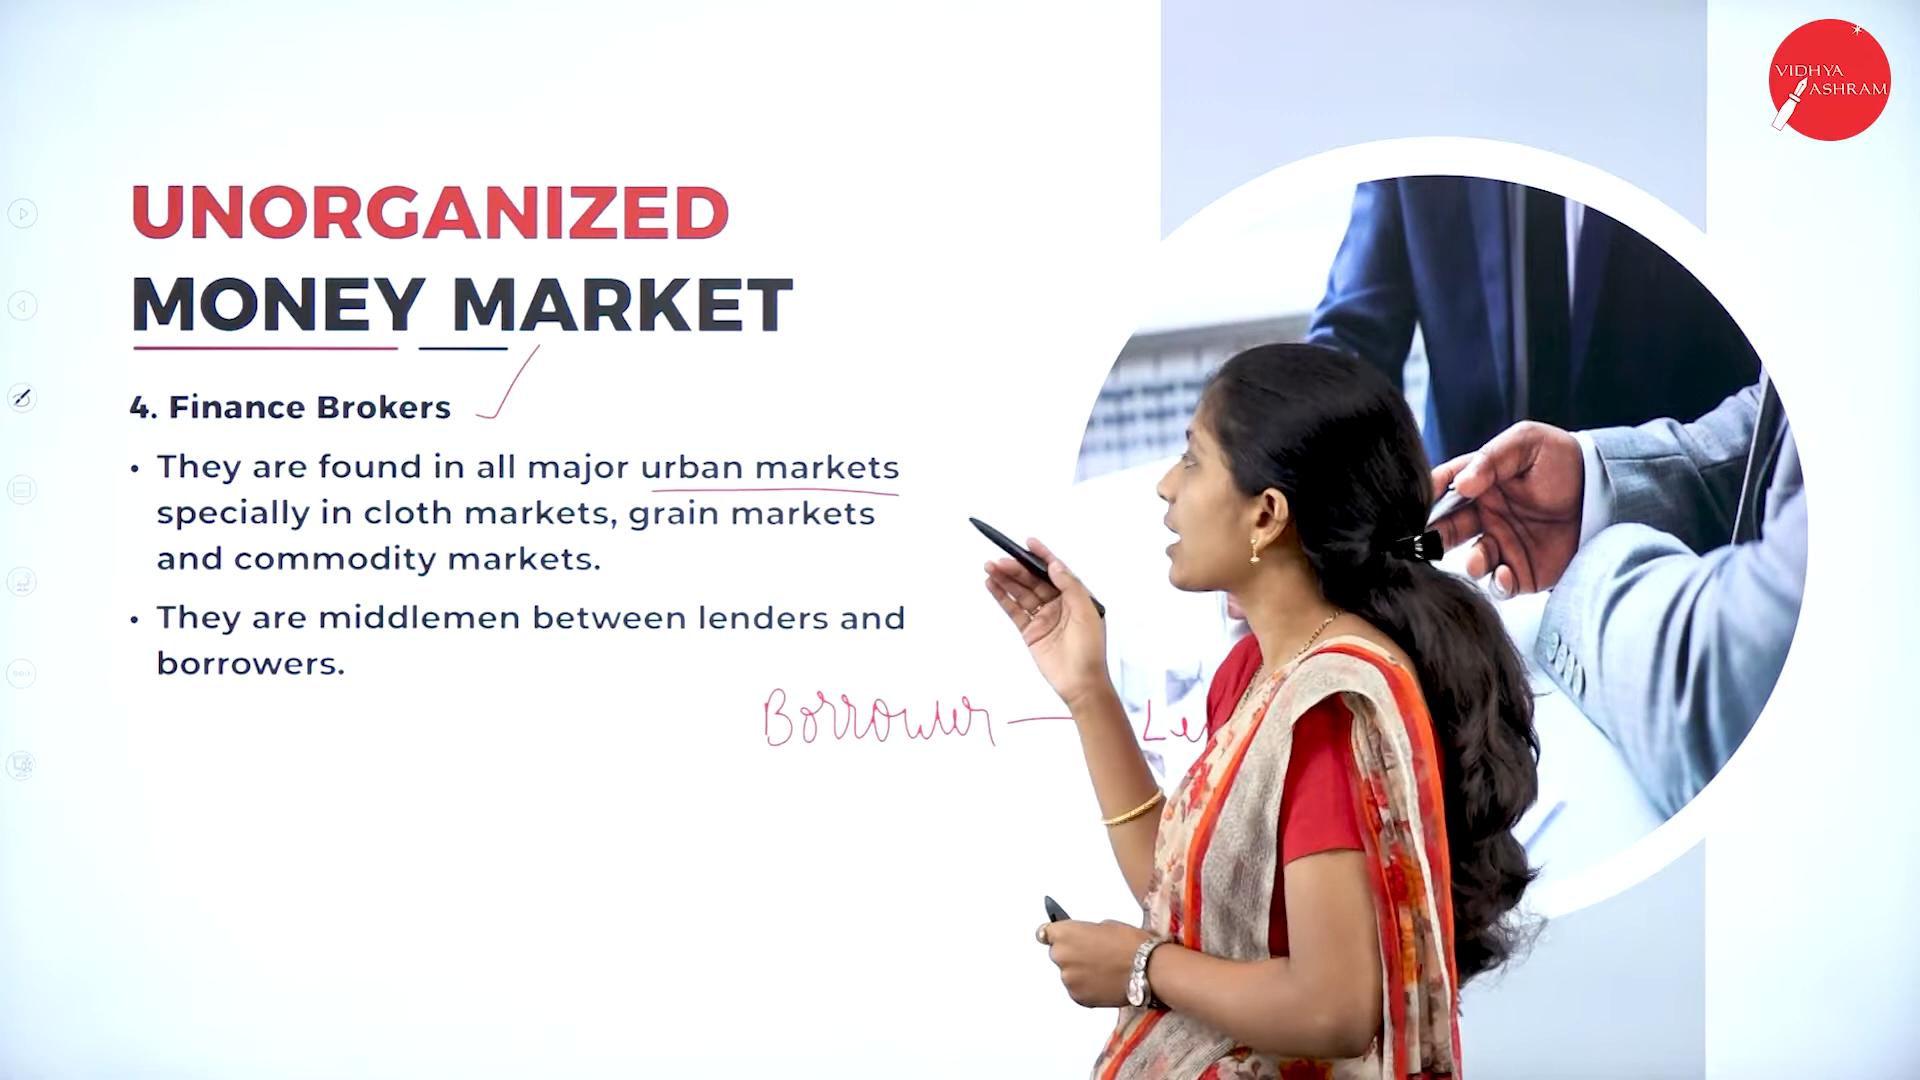 VIDHYA
ASHRAM
UNORGANIZED
MONEY MARKET
4. Finance Brokers
• They are found in all major urban markets
specially in cloth markets, grain markets
and commodity markets.
• They are middlemen between lenders and
borrowers.
Borrower